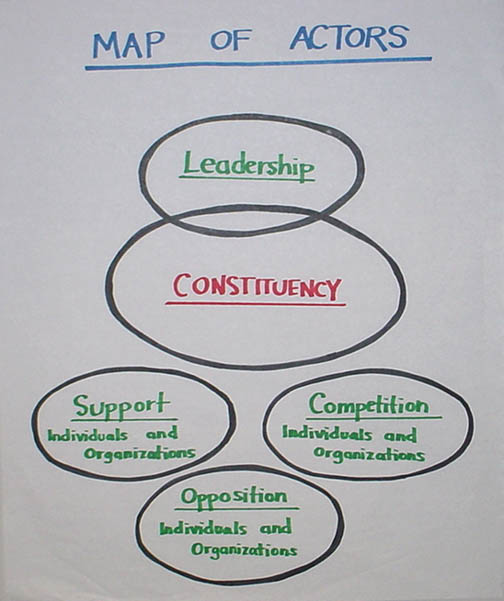 MAP OF ACTORS
Leadership
CONSTITUENCY
Support
Individuals and
Organizations
Competition
Individuals and
Organizations
Opposition
Individuals and
Organizations